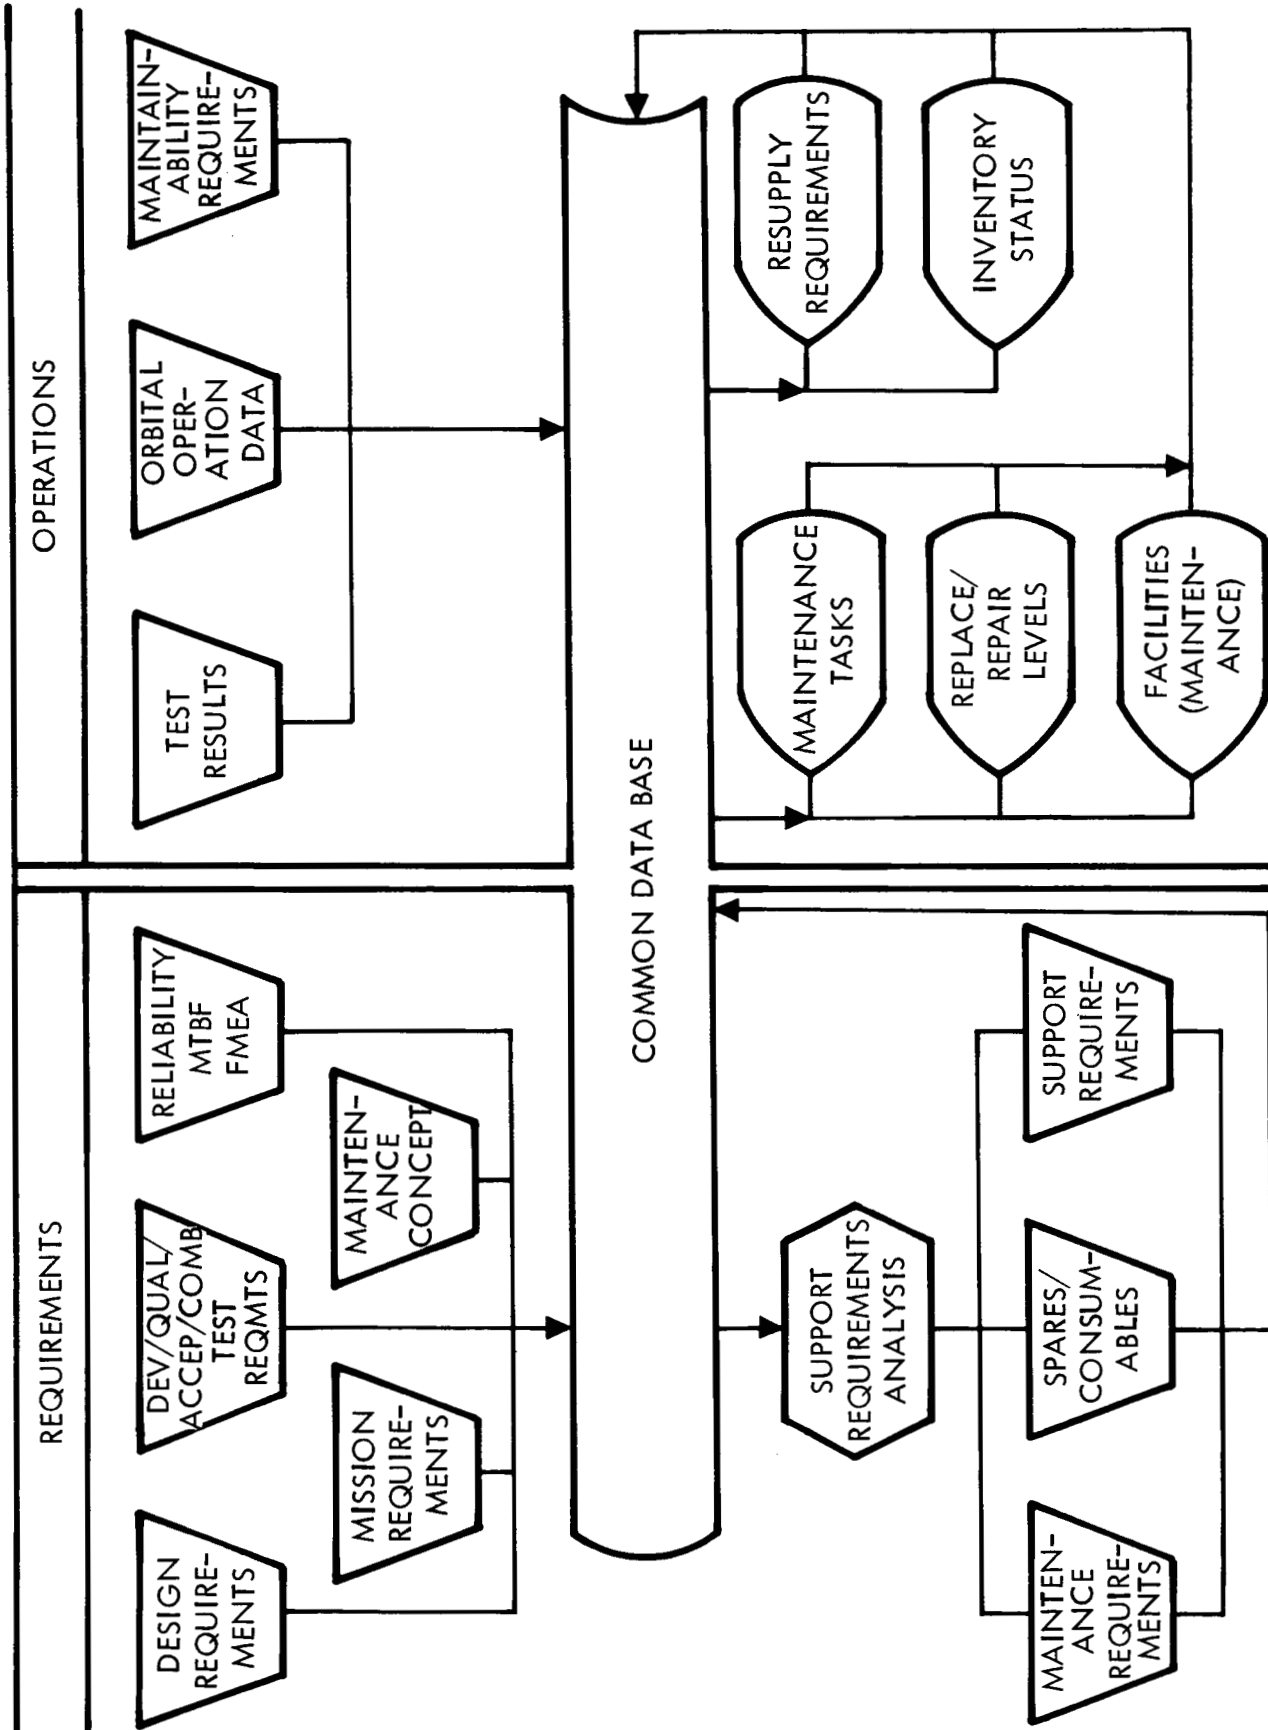 REQUIREMENTS
DESIGN
REQUIRE-
MENTS
DEV/QUAL/
ACCEP/COMB
TEST
REQMTS
RELIABILITY
MTBF
FMEA
MISSION
REQUIRE-
MENTS
MAINTEN-
ANCE
CONCEPT
OPERATIONS
TEST
RESULTS
ORBITAL
OPER-
ATION
DATA
MAINTAIN-
ABILITY
REQUIRE-
MENTS
COMMON DATA BASE
SUPPORT
REQUIREMENTS
ANALYSIS
MAINTEN-
ANCE
REQUIRE-
MENTS
SPARES/
CONSUM-
ABLES
SUPPORT
REQUIRE-
MENTS
MAINTENANCE
TASKS
REPLACE/
REPAIR
LEVELS
FACILITIES
(MAINTEN-
ANCE)
RESUPPLY
REQUIREMENTS
INVENTORY
STATUS